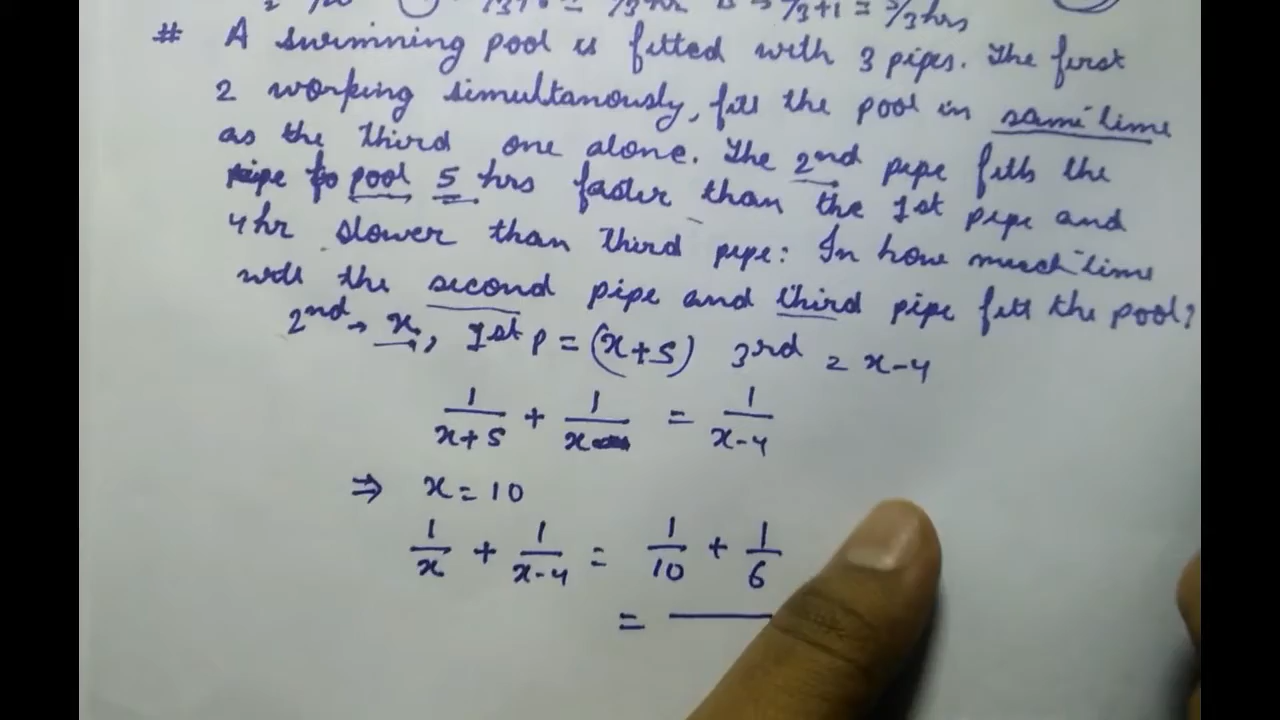 # A swimning pool is fitted with 3 pipes. The first
2 working simultanously, fill the pool in same time
as the third one alone. The 2nd pipe fills the
pool 5 hrs faster than the 1st pipe and
4hr slower than third pipe: In how much time
will the second pipe and third pipe fill the pool?
2nd → x, 1st p = (x+5) 3rd = x-4
1/x+5 + 1/x = 1/x-4
⇒ x = 10
1/x + 1/x-4 = 1/10 + 1/6
=